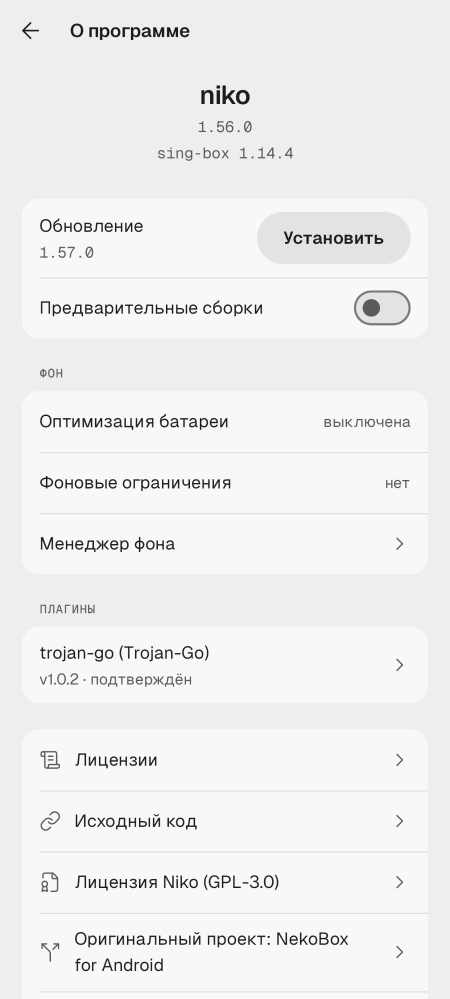 О программе
niko
1.56.0
sing-box 1.14.4
Обновление
1.57.0
Установить
Предварительные сборки
ФОН
Оптимизация батареи
выключена
Фоновые ограничения
нет
Менеджер фона
ПЛАГИНЫ
trojan-go (Trojan-Go)
v1.0.2 · подтверждён
Лицензии
Исходный код
Лицензия Niko (GPL-3.0)
Оригинальный проект: NekoBox
for Android